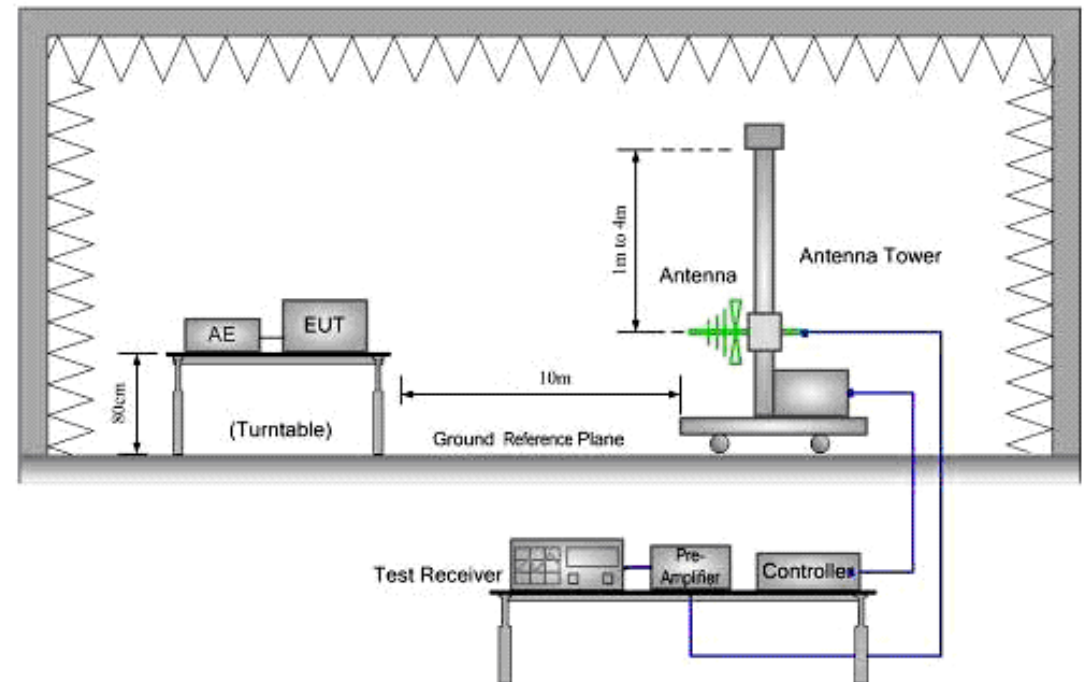 1m to 4m
Antenna Tower
Antenna
AE
EUT
80cm
10m
(Turntable)
Ground Reference Plane
Test Receiver
Pre-
Amplifier
Controller